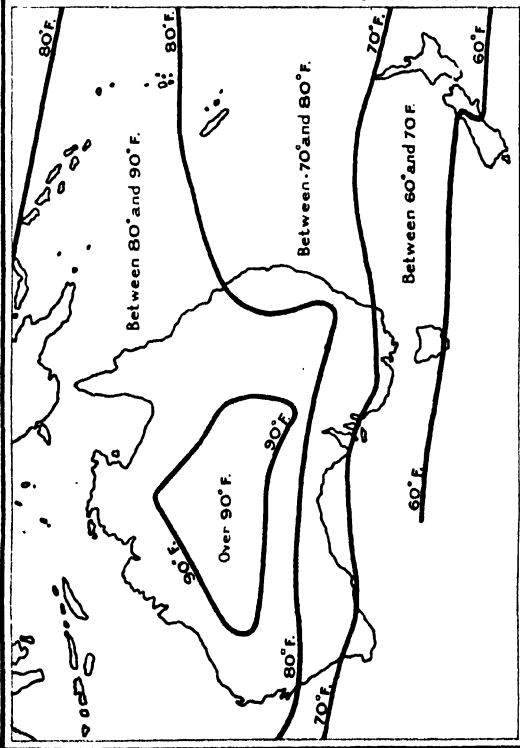 80°F.
80°F.
70°F.
60°F.
Between 80° and 90°F.
Between 70° and 80°F.
Between 60° and 70 F.
90°F.
Over 90°F.
90°F.
60°F.
80°F.
70°F.